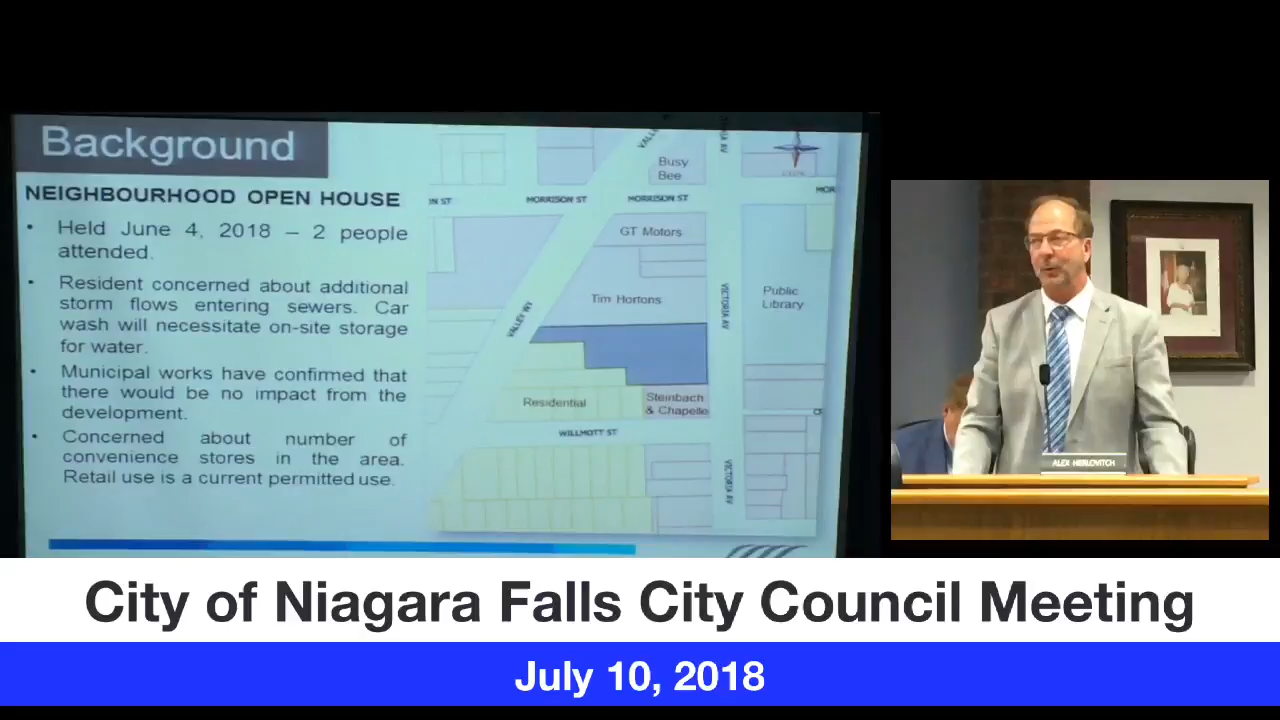 Background
NEIGHBOURHOOD OPEN HOUSE
• Held June 4, 2018 – 2 people
attended.
• Resident concerned about additional
storm flows entering sewers. Car
wash will necessitate on-site storage
for water.
• Municipal works have confirmed that
there would be no impact from the
development.
• Concerned about number of
convenience stores in the area.
Retail use is a current permitted use.
Busy
Bee
N ST
MORRISON ST
MORRISON ST
MOR
GT Motors
Tim Hortons
Public
Library
VALLEY WY
VICTORIA AV
Residential
Steinbach
& Chapelle
WILLMOTT ST
VICTORIA AV
ALEX HERLOVITCH
City of Niagara Falls City Council Meeting
July 10, 2018